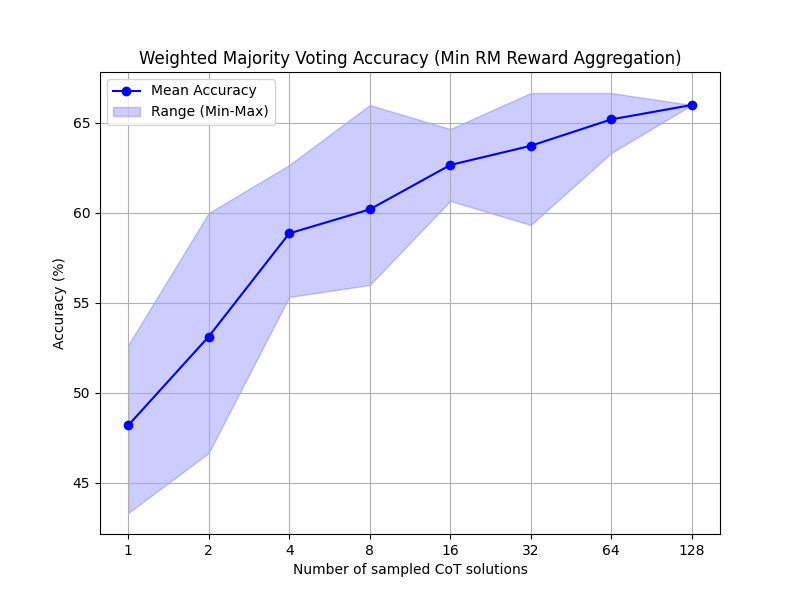 Weighted Majority Voting Accuracy (Min RM Reward Aggregation)
Mean Accuracy
Range (Min-Max)
65
60
55
50
45
Accuracy (%)
1 2 4 8 16 32 64 128
Number of sampled CoT solutions